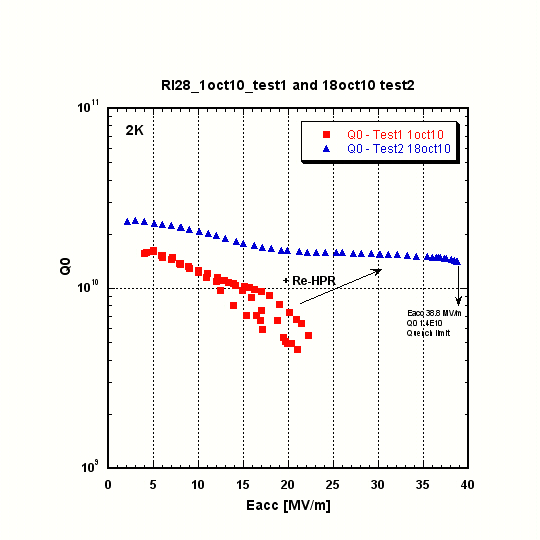 RI28_1oct10_test1 and 18oct10 test2
10^11
2K
Q0 - Test1 1oct10
Q0 - Test2 18oct10
Q0
10^10
+ Re-HPR
Eacc 38.8 MV/m
Q0 1.4E10
Quench limit
10^9
0 5 10 15 20 25 30 35 40
Eacc [MV/m]